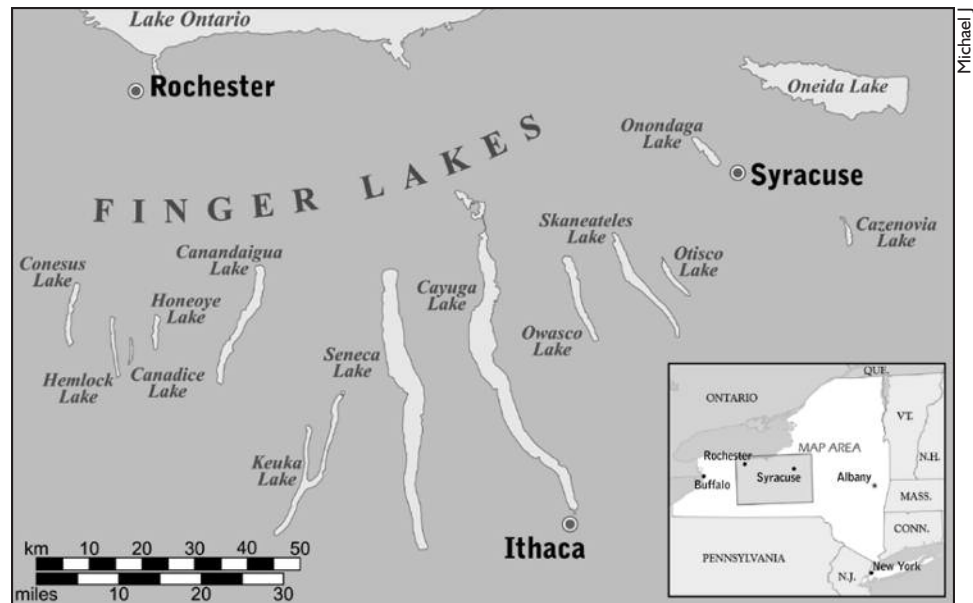 Lake Ontario
Rochester
Oneida Lake
Onondaga
Lake
Syracuse
FINGER LAKES
Skaneateles
Lake
Cazenovia
Lake
Otisco
Lake
Canandaigua
Lake
Conesus
Lake
Honeoye
Lake
Cayuga
Lake
Owasco
Lake
Seneca
Lake
Hemlock
Lake
Canadice
Lake
Keuka
Lake
Ithaca
km 10 20 30 40 50
miles 10 20 30
QUE.
ONTARIO
VT.
MAP AREA
N.H.
Rochester
Syracuse
Albany
Buffalo
MASS.
CONN.
PENNSYLVANIA
N.J.
New York
Michael J